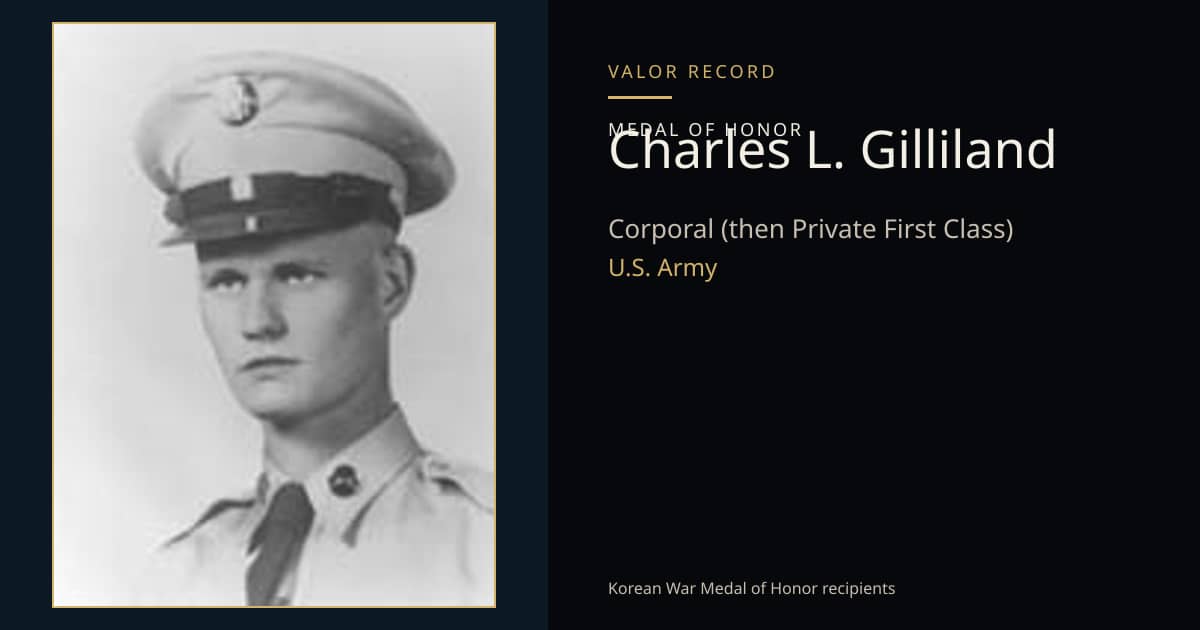 VALOR RECORD
MEDAL OF HONOR
Charles L. Gilliland
Corporal (then Private First Class)
U.S. Army
Korean War Medal of Honor recipients